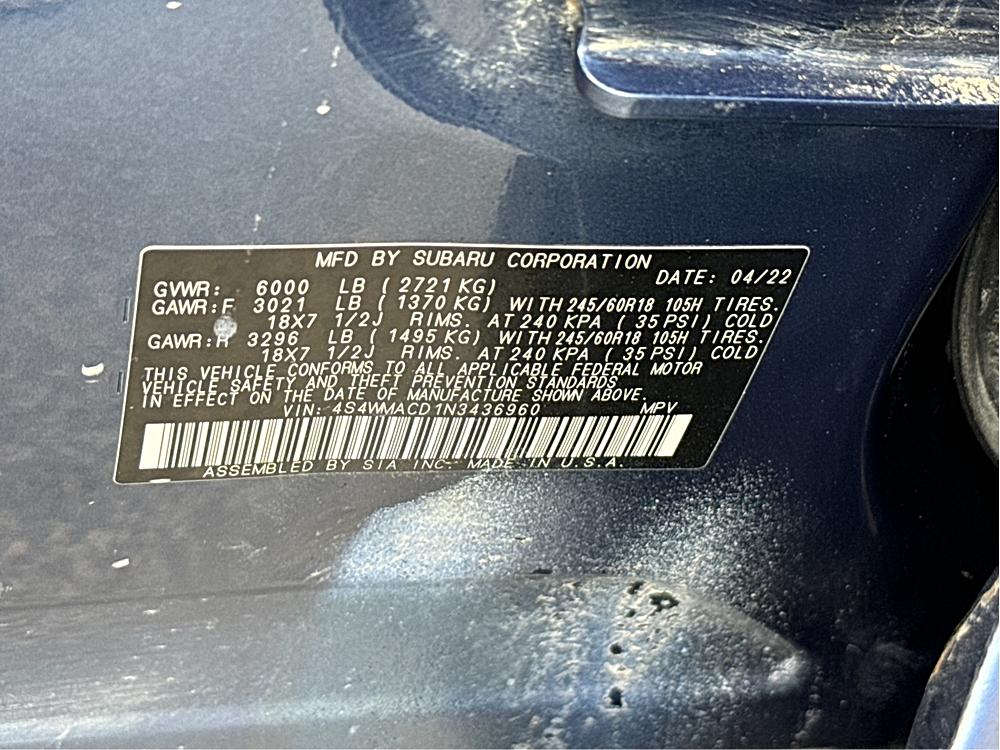 MFD BY SUBARU CORPORATION
DATE: 04/22
GVWR: 6000 LB ( 2721 KG)
GAWR:F 3021 LB ( 1370 KG) WITH 245/60R18 105H TIRES.
18X7 1/2J RIMS. AT 240 KPA ( 35 PSI) COLD
GAWR:R 3296 LB ( 1495 KG) WITH 245/60R18 105H TIRES.
18X7 1/2J RIMS. AT 240 KPA ( 35 PSI) COLD
THIS VEHICLE CONFORMS TO ALL APPLICABLE FEDERAL MOTOR
VEHICLE SAFETY AND THEFT PREVENTION STANDARDS
IN EFFECT ON THE DATE OF MANUFACTURE SHOWN ABOVE.
VIN: 4S4WMACD1N3436960 MPV
ASSEMBLED BY SIA INC- MADE IN U.S.A.